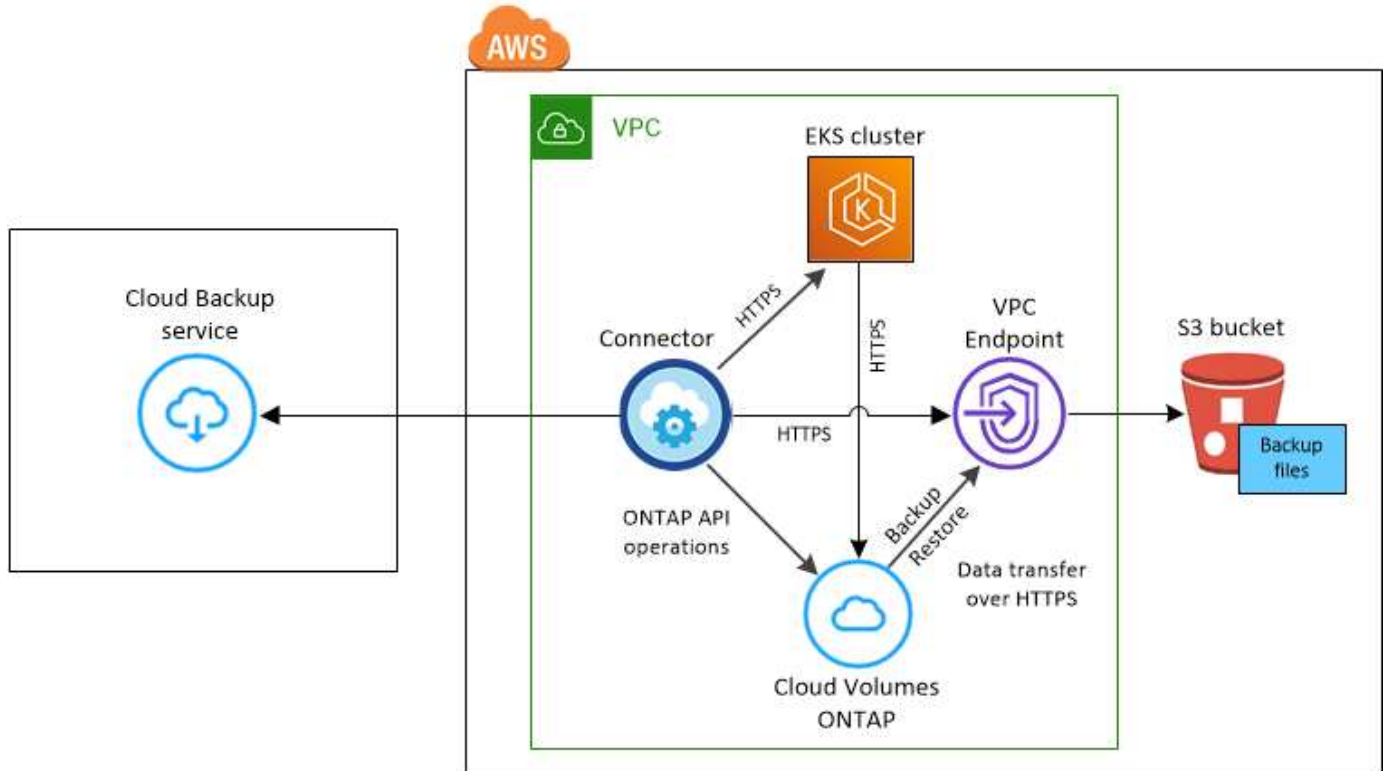 AWS
VPC
EKS cluster
K
HTTPS
HTTPS
Cloud Backup
service
Connector
VPC
Endpoint
S3 bucket
HTTPS
Backup
files
ONTAP API
operations
Backup
Restore
Data transfer
over HTTPS
Cloud Volumes
ONTAP